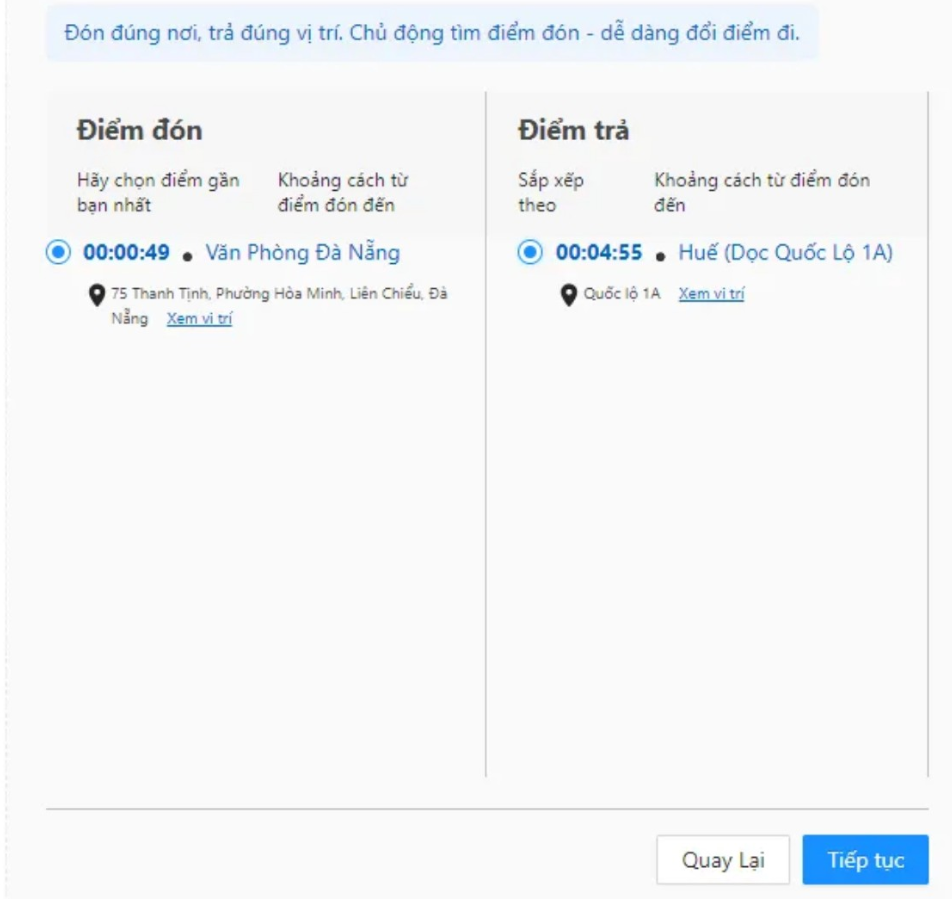 Đón đúng nơi, trả đúng vị trí. Chủ động tìm điểm đón - dễ dàng đổi điểm đi.
Điểm đón
Hãy chọn điểm gần
bạn nhất
Khoảng cách từ
điểm đón đến
00:00:49 • Văn Phòng Đà Nẵng
75 Thanh Tịnh, Phường Hòa Minh, Liên Chiểu, Đà
Nẵng Xem vị trí
Điểm trả
Sắp xếp
theo
Khoảng cách từ điểm đón
đến
00:04:55 • Huế (Dọc Quốc Lộ 1A)
Quốc lộ 1A Xem vị trí
Quay Lại
Tiếp tục